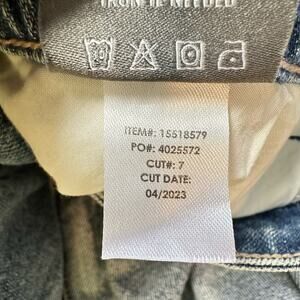 IRON IF NEEDED
ITEM#: 15518579
PO#: 4025572
CUT#: 7
CUT DATE:
04/2023